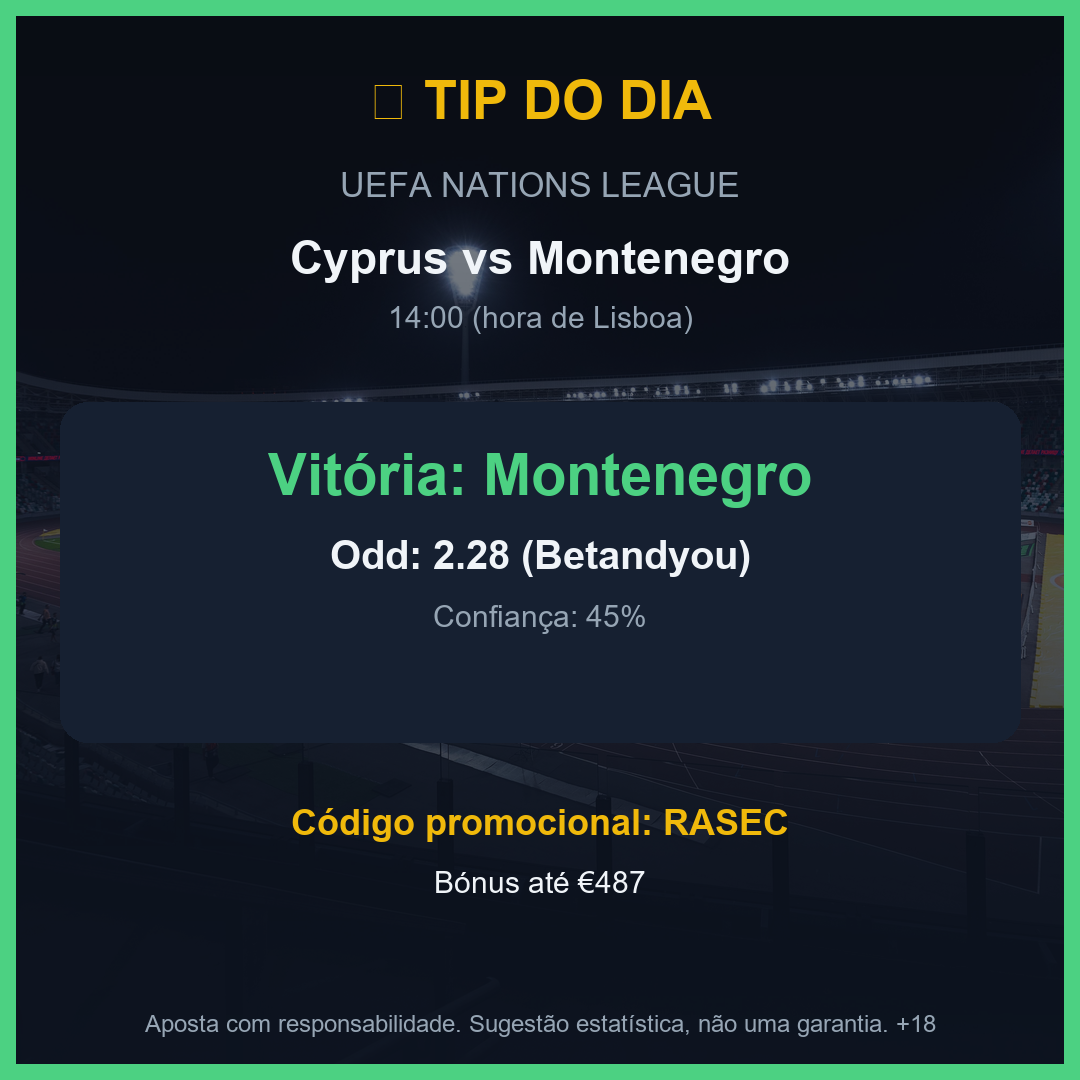 TIP DO DIA
UEFA NATIONS LEAGUE
Cyprus vs Montenegro
14:00 (hora de Lisboa)
Vitória: Montenegro
Odd: 2.28 (Betandyou)
Confiança: 45%
Código promocional: RASEC
Bónus até €487
Aposta com responsabilidade. Sugestão estatística, não uma garantia. +18